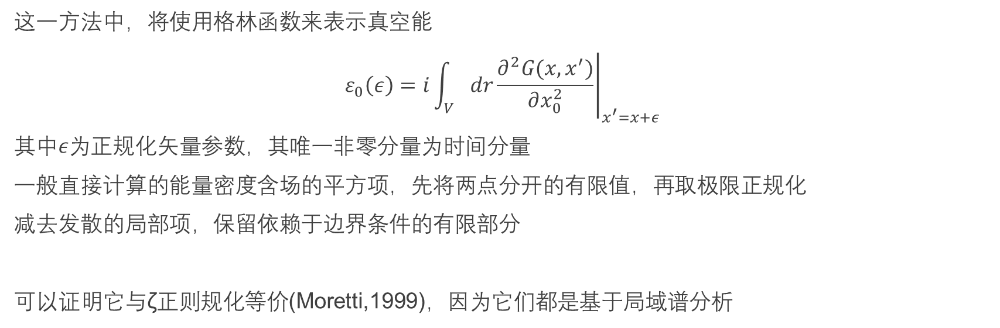 这一方法中，将使用格林函数来表示真空能
$$\varepsilon_0(\epsilon) = i \int_V dr \left. \frac{\partial^2 G(x, x')}{\partial x_0^2} \right|_{x'=x+\epsilon}$$
其中ϵ为正规化矢量参数，其唯一非零分量为时间分量
一般直接计算的能量密度含场的平方项，先将两点分开的有限值，再取极限正规化
减去发散的局部项，保留依赖于边界条件的有限部分
可以证明它与ζ正则规化等价(Moretti,1999)，因为它们都是基于局域谱分析